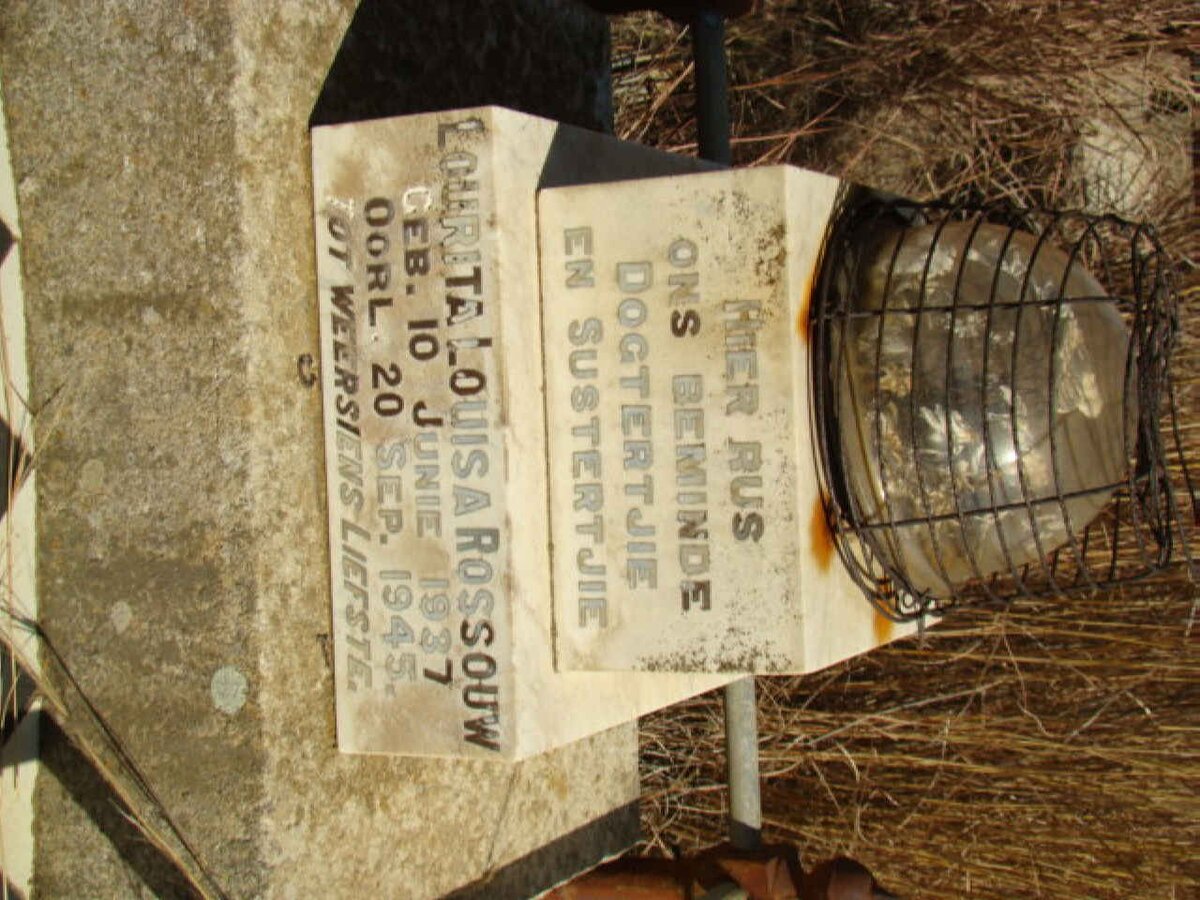 HIER RUS
ONS BEMINDE
DOGTERTJIE
EN SUSTERTJIE
LOURITA LOUISA ROSSOUW
GEB. 10 JUNIE 1937
OORL. 20 SEP. 1945.
TOT WEERSIENS LIEFSTE.